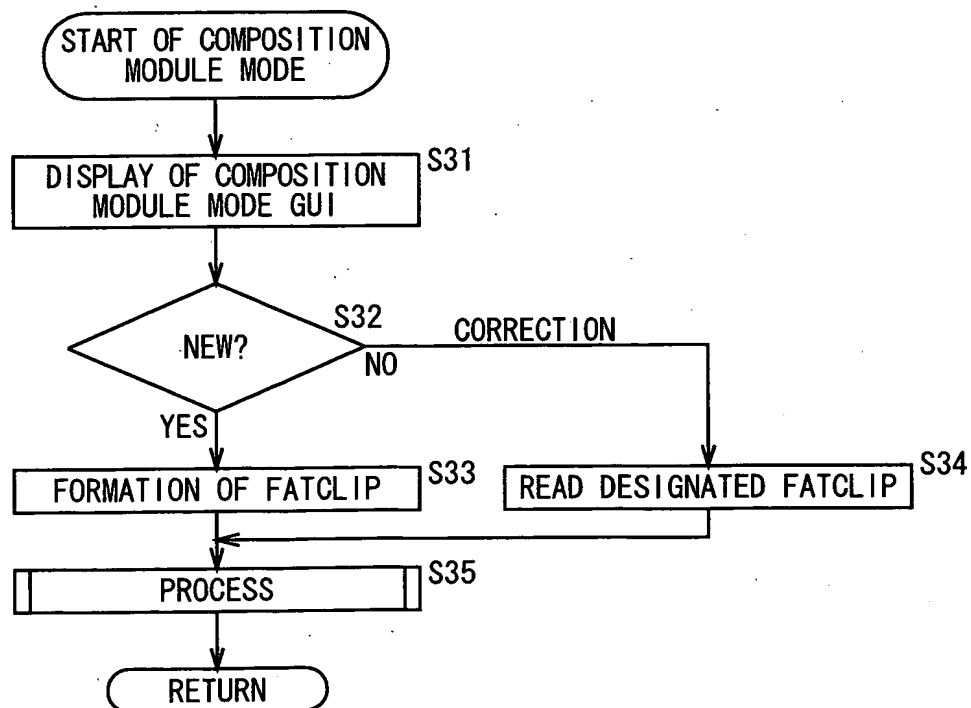 START OF COMPOSITION
MODULE MODE
S31
DISPLAY OF COMPOSITION
MODULE MODE GUI
S32
NEW?
CORRECTION
NO
YES
S33
FORMATION OF FATCLIP
S34
READ DESIGNATED FATCLIP
S35
PROCESS
RETURN